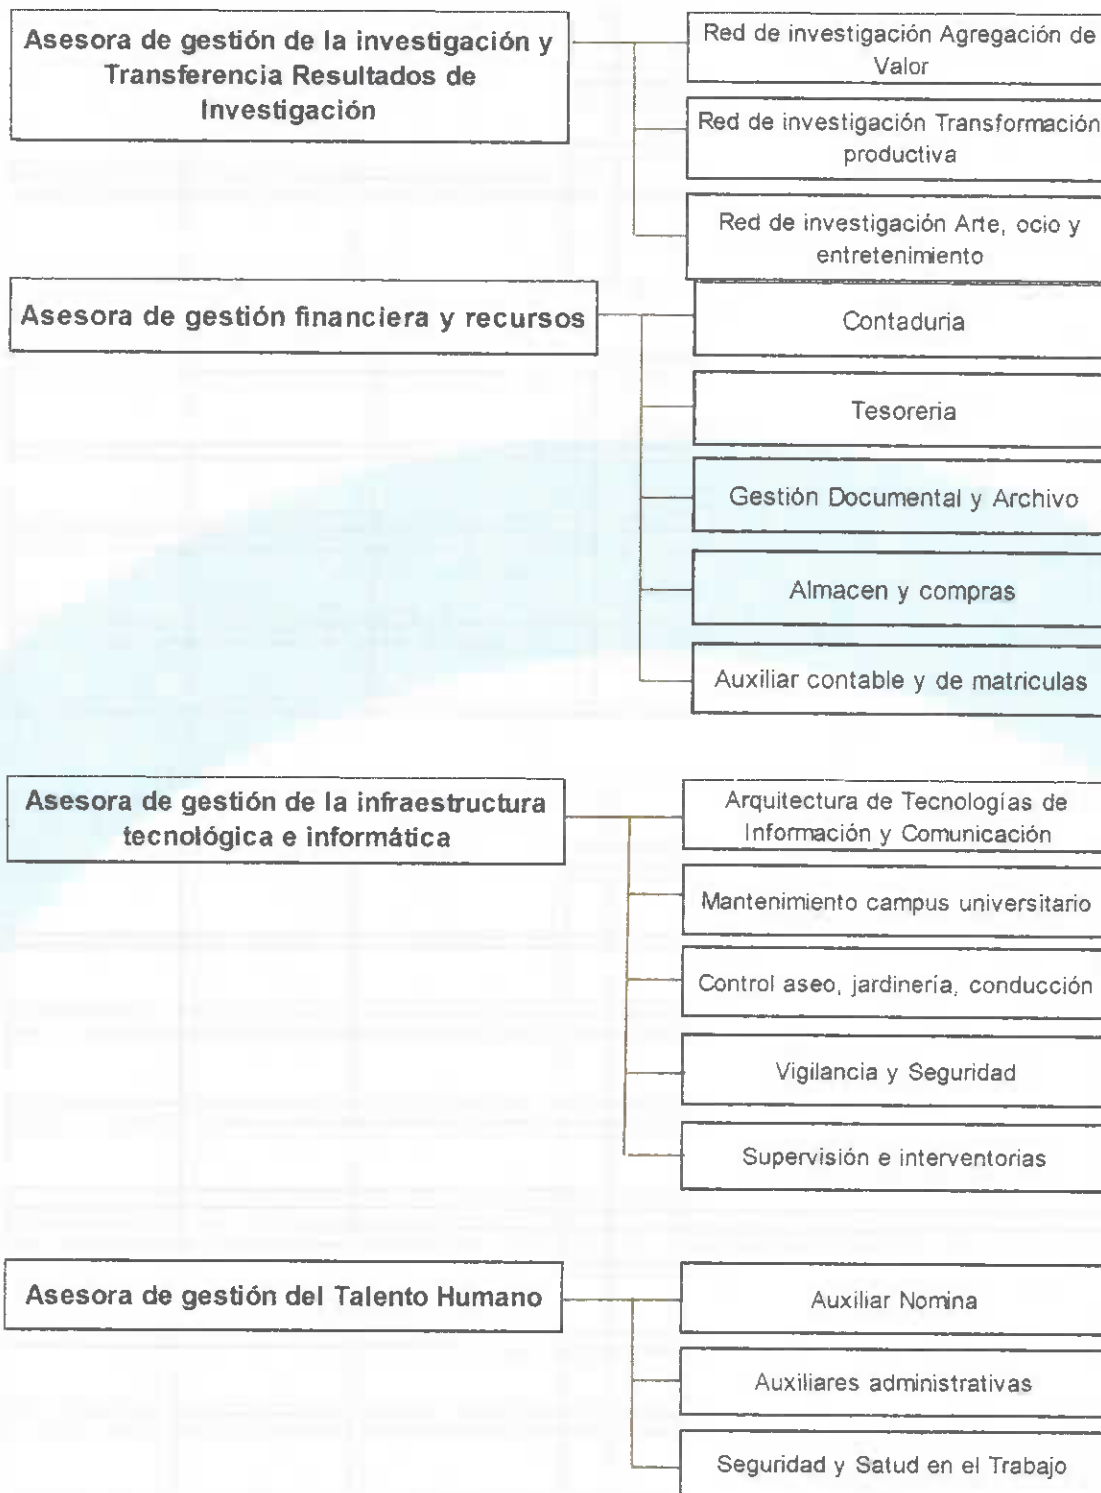 Asesora de gestión de la investigación y
Transferencia Resultados de
Investigación
Red de investigación Agregación de
Valor
Red de investigación Transformación
productiva
Red de investigación Arte, ocio y
entretenimiento
Asesora de gestión financiera y recursos
Contaduria
Tesoreria
Gestión Documental y Archivo
Almacen y compras
Auxiliar contable y de matriculas
Asesora de gestión de la infraestructura
tecnológica e informática
Arquitectura de Tecnologías de
Información y Comunicación
Mantenimiento campus universitario
Control aseo, jardinería, conducción
Vigilancia y Seguridad
Supervisión e interventorias
Asesora de gestión del Talento Humano
Auxiliar Nomina
Auxiliares administrativas
Seguridad y Satud en el Trabajo